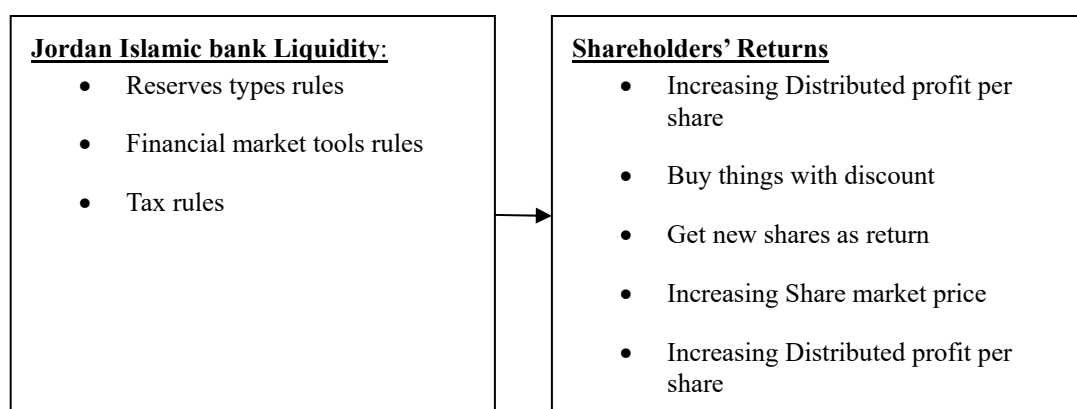 Jordan Islamic bank Liquidity:
• Reserves types rules
• Financial market tools rules
• Tax rules
Shareholders’ Returns
• Increasing Distributed profit per
share
• Buy things with discount
• Get new shares as return
• Increasing Share market price
• Increasing Distributed profit per
share